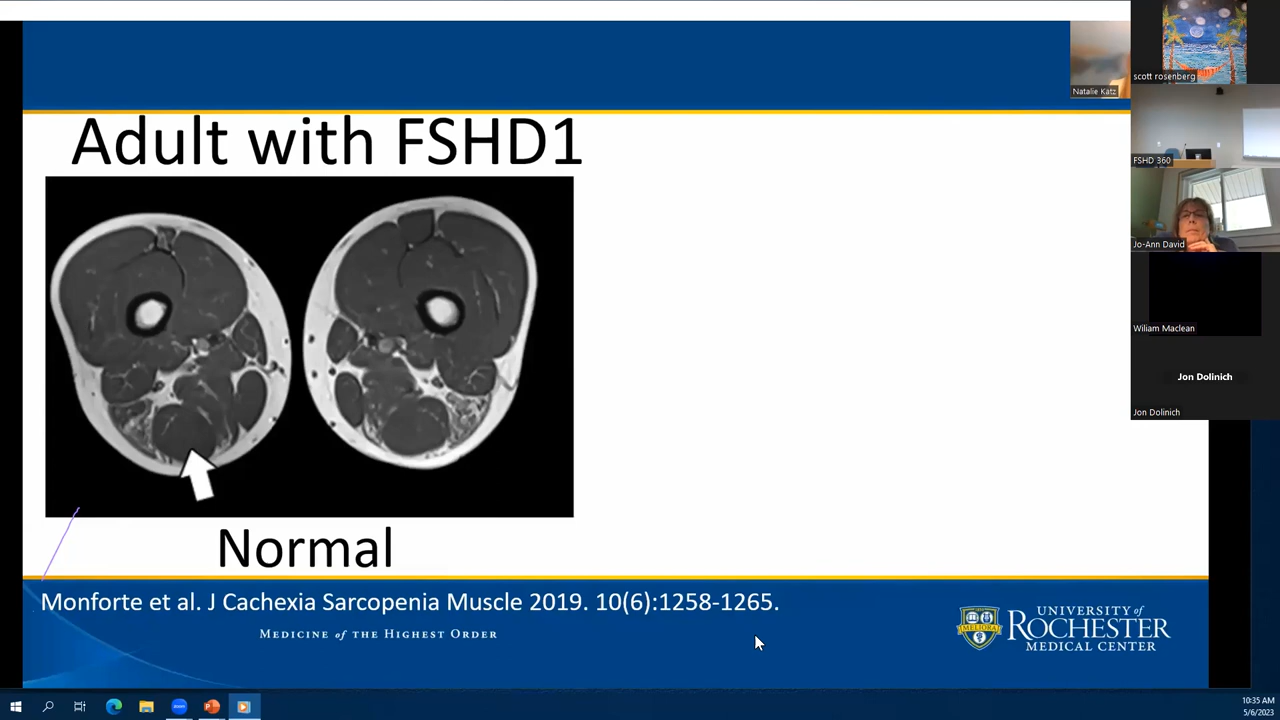 Adult with FSHD1
Normal
Monforte et al. J Cachexia Sarcopenia Muscle 2019. 10(6):1258-1265.
MEDICINE of the HIGHEST ORDER
MELIORA
UNIVERSITY of
ROCHESTER
MEDICAL CENTER
Natalie Katz
scott rosenberg
FSHD 360
Jo-Ann David
Wiliam Maclean
Jon Dolinich
Jon Dolinich
10:35 AM
5/6/2023